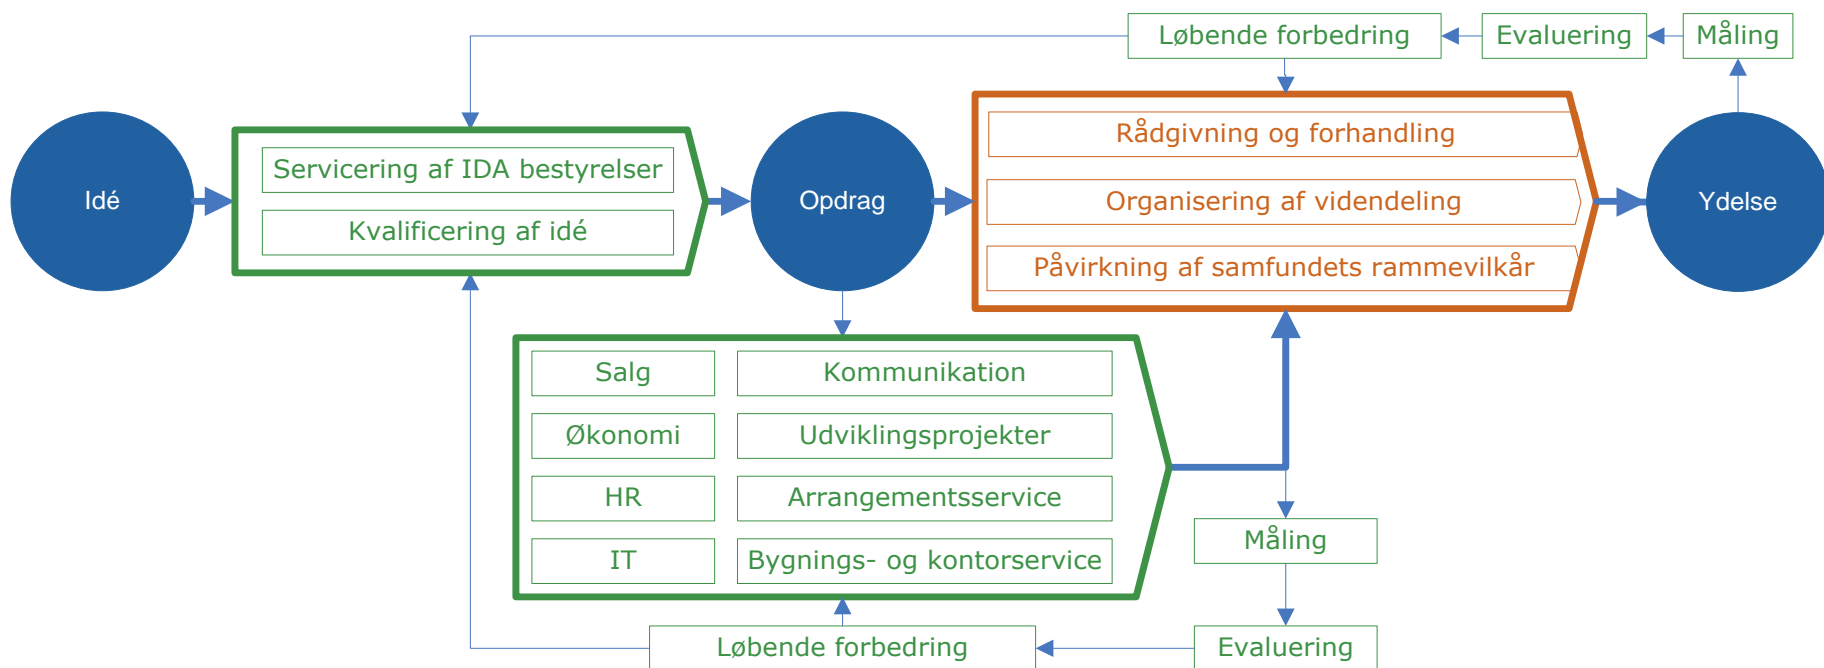 Løbende forbedring
Evaluering
Måling
Idé
Servicering af IDA bestyrelser
Kvalificering af idé
Opdrag
Rådgivning og forhandling
Organisering af videndeling
Påvirkning af samfundets rammevilkår
Ydelse
Salg
Kommunikation
Økonomi
Udviklingsprojekter
HR
Arrangementsservice
IT
Bygnings- og kontorservice
Måling
Evaluering
Løbende forbedring